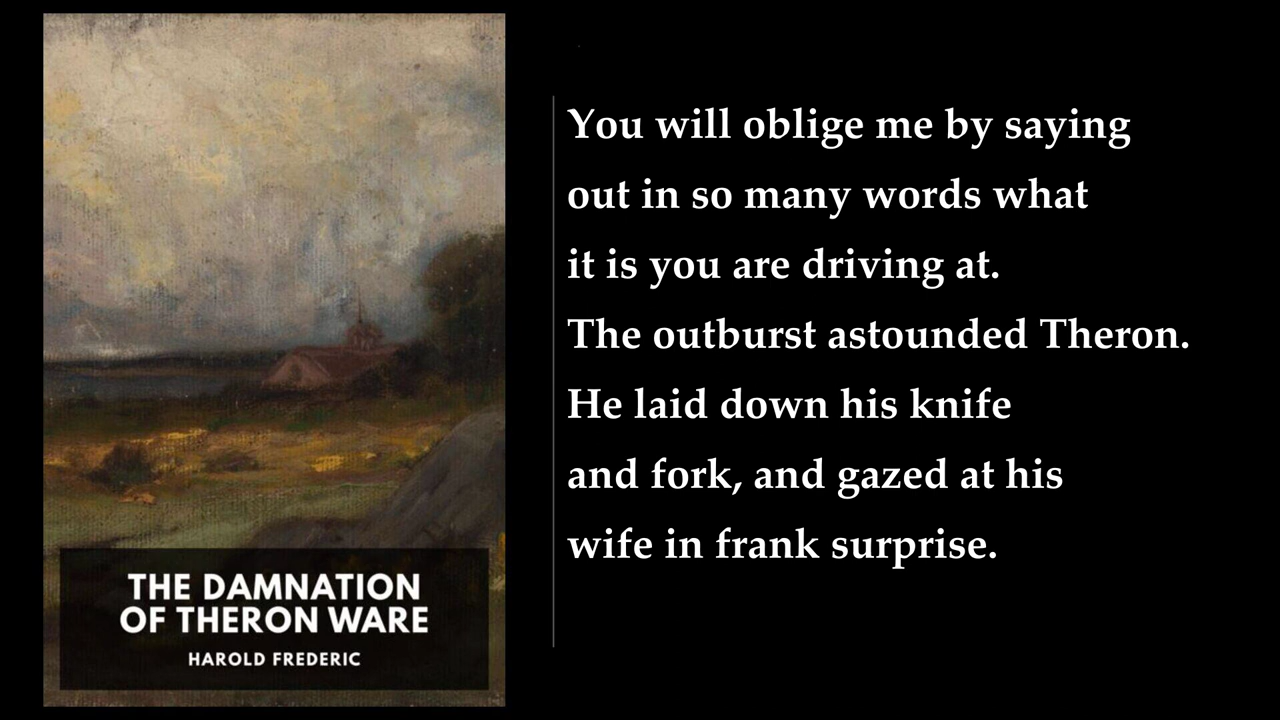 THE DAMNATION
OF THERON WARE
HAROLD FREDERIC
You will oblige me by saying
out in so many words what
it is you are driving at.
The outburst astounded Theron.
He laid down his knife
and fork, and gazed at his
wife in frank surprise.